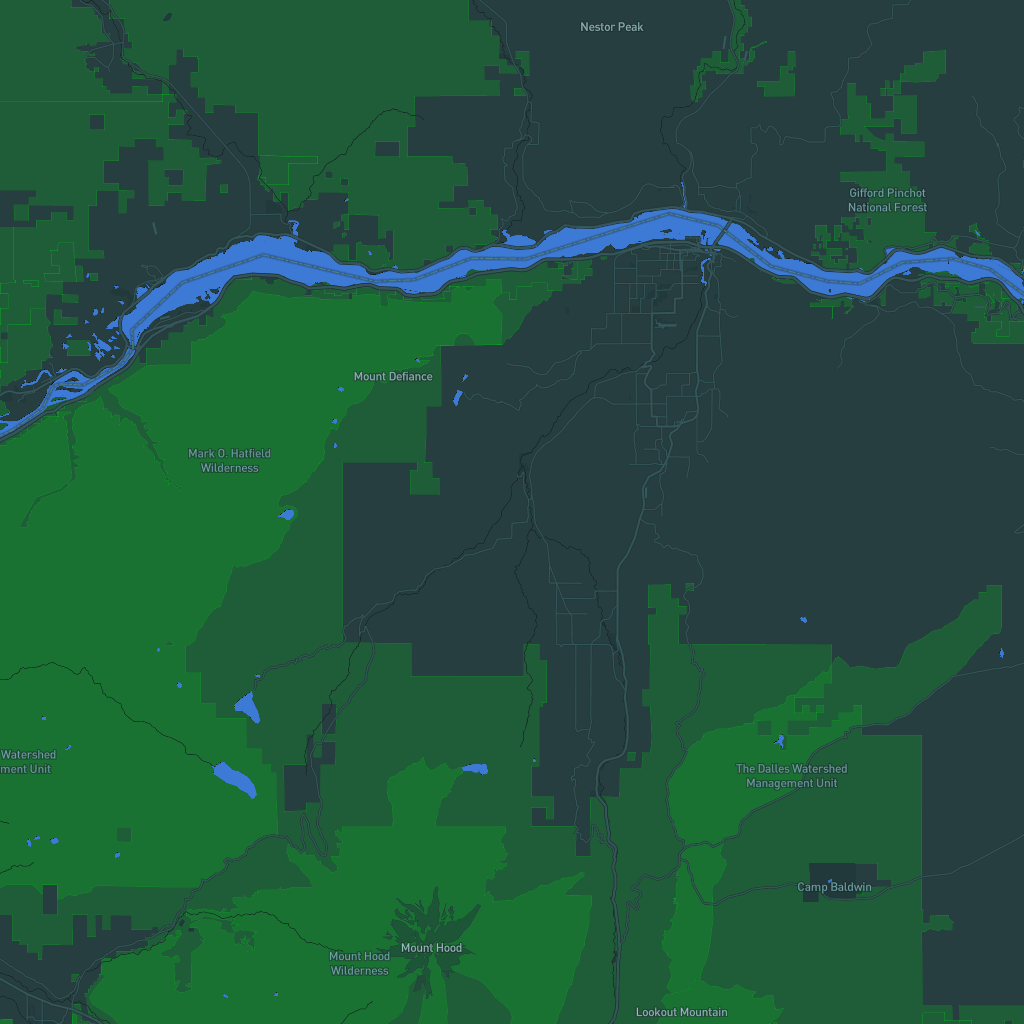 Nestor Peak
Gifford Pinchot
National Forest
Mount Defiance
Mark O. Hatfield
Wilderness
Watershed
ment Unit
The Dalles Watershed
Management Unit
Camp Baldwin
Mount Hood
Mount Hood
Wilderness
Lookout Mountain